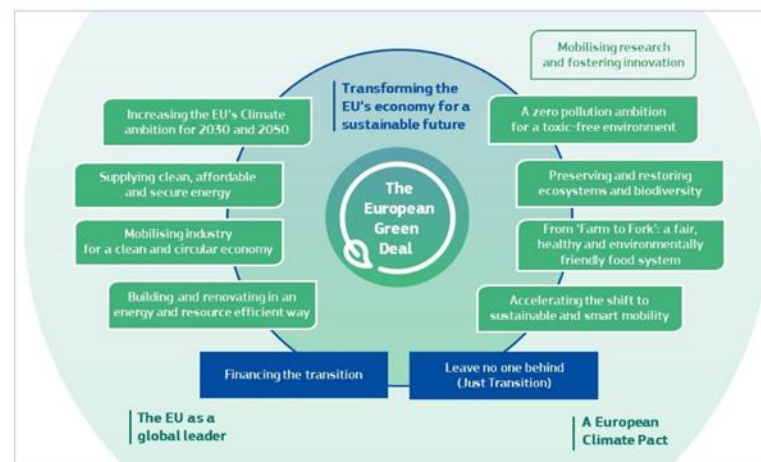 Mobilising research
and fostering innovation
Transforming the
EU's economy for a
sustainable future
Increasing the EU's Climate
ambition for 2030 and 2050
A zero pollution ambition
for a toxic-free environment
Supplying clean, affordable
and secure energy
Preserving and restoring
ecosystems and biodiversity
The
European
Green
Deal
Mobilising industry
for a clean and circular economy
From 'Farm to Fork': a fair,
healthy and environmentally
friendly food system
Building and renovating in an
energy and resource efficient way
Accelerating the shift to
sustainable and smart mobility
Financing the transition
Leave no one behind
(Just Transition)
The EU as a
global leader
A European
Climate Pact